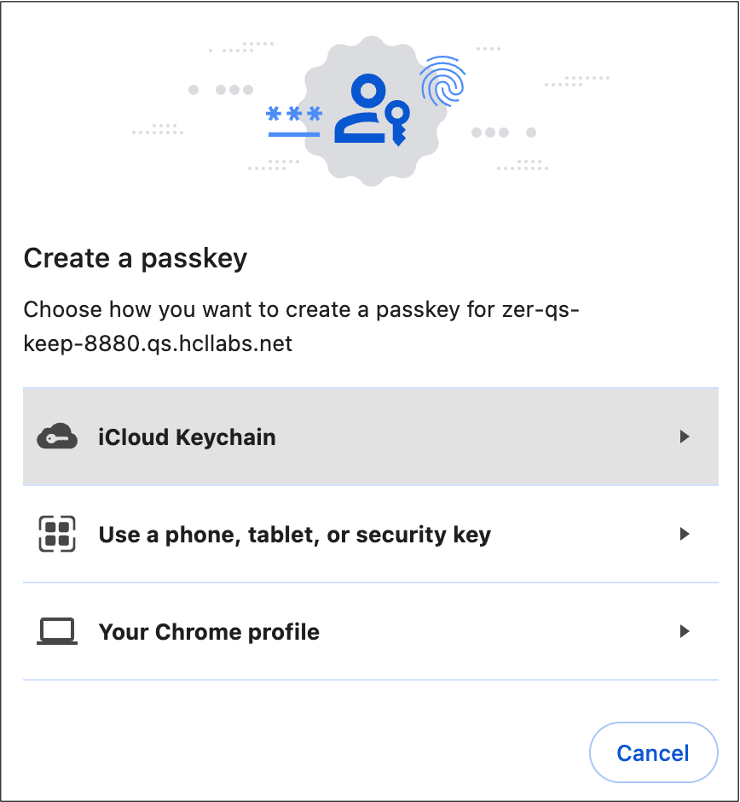 ***
Create a passkey
Choose how you want to create a passkey for zer-qs-
keep-8880.qs.hcllabs.net
iCloud Keychain
Use a phone, tablet, or security key
Your Chrome profile
Cancel